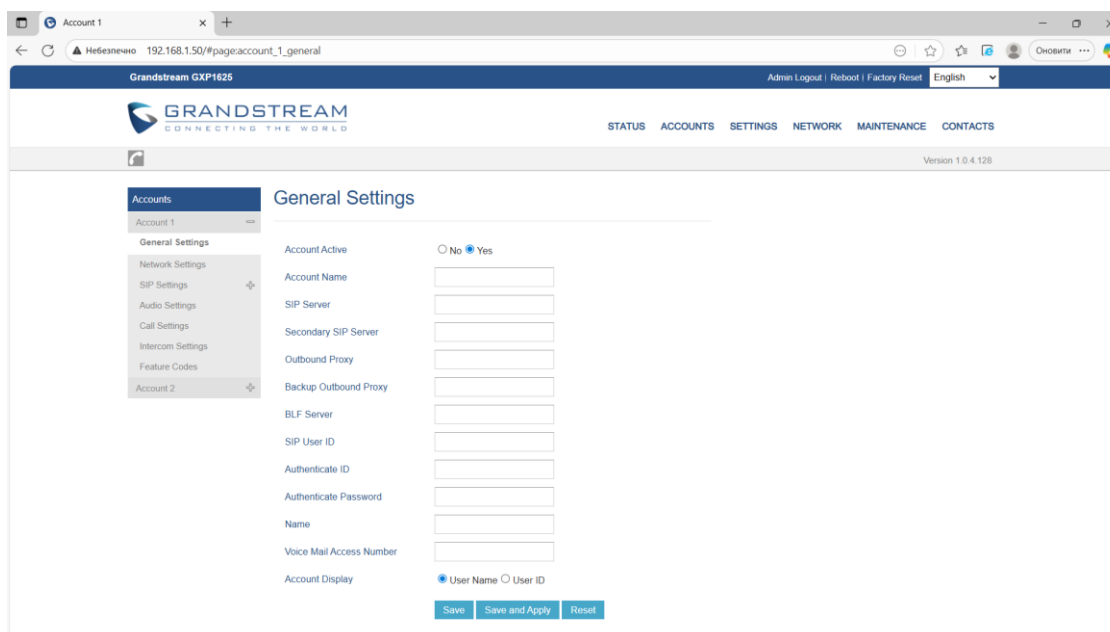 Account 1
Небезпечно 192.168.1.50/#page:account_1_general
Оновити
Grandstream GXP1625
Admin Logout | Reboot | Factory Reset English
GRANDSTREAM
CONNECTING THE WORLD
STATUS ACCOUNTS SETTINGS NETWORK MAINTENANCE CONTACTS
Version 1.0.4.128
Accounts
Account 1
General Settings
Network Settings
SIP Settings
Audio Settings
Call Settings
Intercom Settings
Feature Codes
Account 2
General Settings
Account Active No Yes
Account Name
SIP Server
Secondary SIP Server
Outbound Proxy
Backup Outbound Proxy
BLF Server
SIP User ID
Authenticate ID
Authenticate Password
Name
Voice Mail Access Number
Account Display User Name User ID
Save Save and Apply Reset